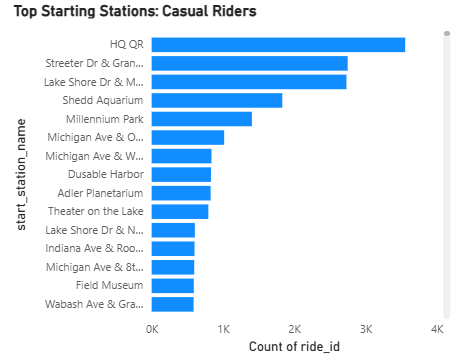 Top Starting Stations: Casual Riders
start_station_name
HQ QR
Streeter Dr & Gran...
Lake Shore Dr & M...
Shedd Aquarium
Millennium Park
Michigan Ave & O...
Michigan Ave & W...
Dusable Harbor
Adler Planetarium
Theater on the Lake
Lake Shore Dr & N...
Indiana Ave & Roo...
Michigan Ave & 8t...
Field Museum
Wabash Ave & Gra...
0K 1K 2K 3K 4K
Count of ride_id